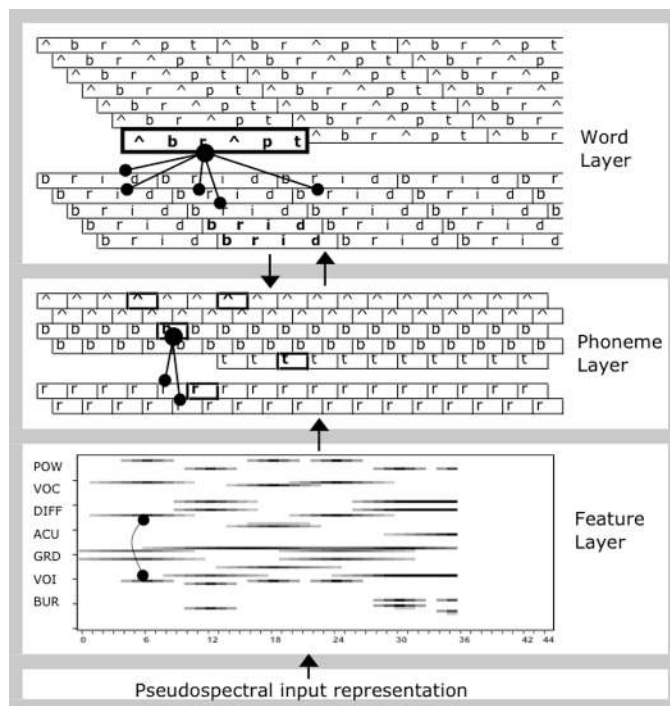 ^ b r ^ p t ^ b r ^ p t ^ b r ^ p t
^ b r ^ p t ^ b r ^ p t ^ b r ^ p
^ b r ^ p t ^ b r ^ p t ^ b r ^ p
^ b r ^ p t ^ b r ^ p t ^ b r ^
^ b r ^ p t ^ b r ^ p t ^ b r ^
^ b r ^ p t ^ b r ^ p t ^ b r
^ b r ^ p t ^ b r ^ p t ^ b r
Word
Layer
b r i d b r i d b r i d b r i d b r
b r i d b r i d b r i d b r i d b
b r i d b r i d b r i d b r i d b
b r i d b r i d b r i d b r i d
b r i d b r i d b r i d b r i d
^ ^ ^ ^ ^ ^ ^ ^ ^ ^ ^ ^ ^ ^ ^ ^ ^
^ ^ ^ ^ ^ ^ ^ ^ ^ ^ ^ ^ ^ ^ ^ ^ ^
b b b b b b b b b b b b b b b b b
b b b b b b b b b b b b b b b b b
t t t t t t t t t t t
Phoneme
Layer
r r r r r r r r r r r r r r r r r
r r r r r r r r r r r r r r r r r
POW
VOC
DIFF
ACU
GRD
VOI
BUR
Feature
Layer
0 6 12 18 24 30 36 42 44
Pseudospectral input representation